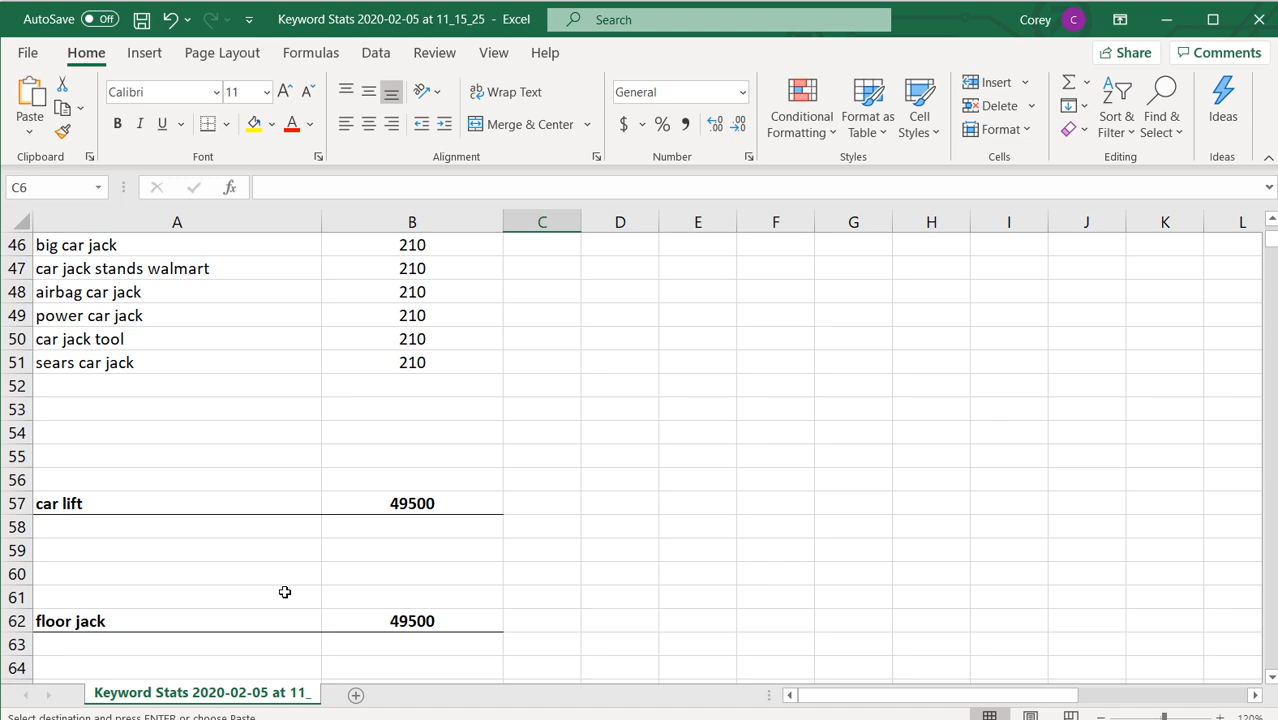 AutoSave Off Keyword Stats 2020-02-05 at 11_15_25 - Excel Search Corey C
File Home Insert Page Layout Formulas Data Review View Help Share Comments
Calibri 11 Wrap Text General Insert
Paste B I U Merge & Center $ % Conditional Formatting Format as Table Cell Styles Delete Format Sort & Filter Find & Select Ideas
Clipboard Font Alignment Number Styles Cells Editing Ideas
C6 fx
A B C D E F G H I J K L
46 big car jack 210
47 car jack stands walmart 210
48 airbag car jack 210
49 power car jack 210
50 car jack tool 210
51 sears car jack 210
52
53
54
55
56
57 car lift 49500
58
59
60
61
62 floor jack 49500
63
64
Keyword Stats 2020-02-05 at 11_
Select destination and press ENTER or choose Paste 120%